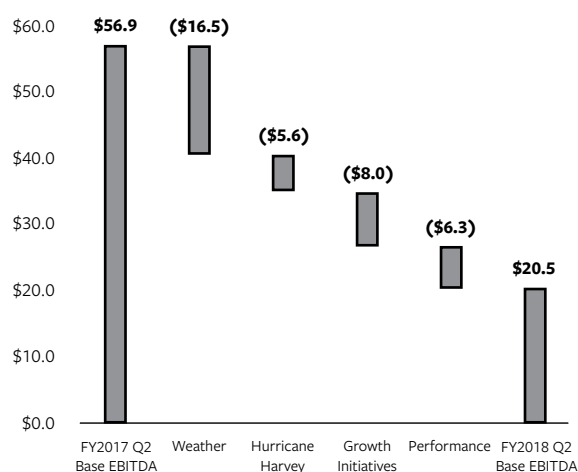 $60.0
$50.0
$40.0
$30.0
$20.0
$10.0
$0.0
$56.9
($16.5)
($5.6)
($8.0)
($6.3)
$20.5
FY2017 Q2
Base EBITDA
Weather
Hurricane
Harvey
Growth
Initiatives
Performance
FY2018 Q2
Base EBITDA